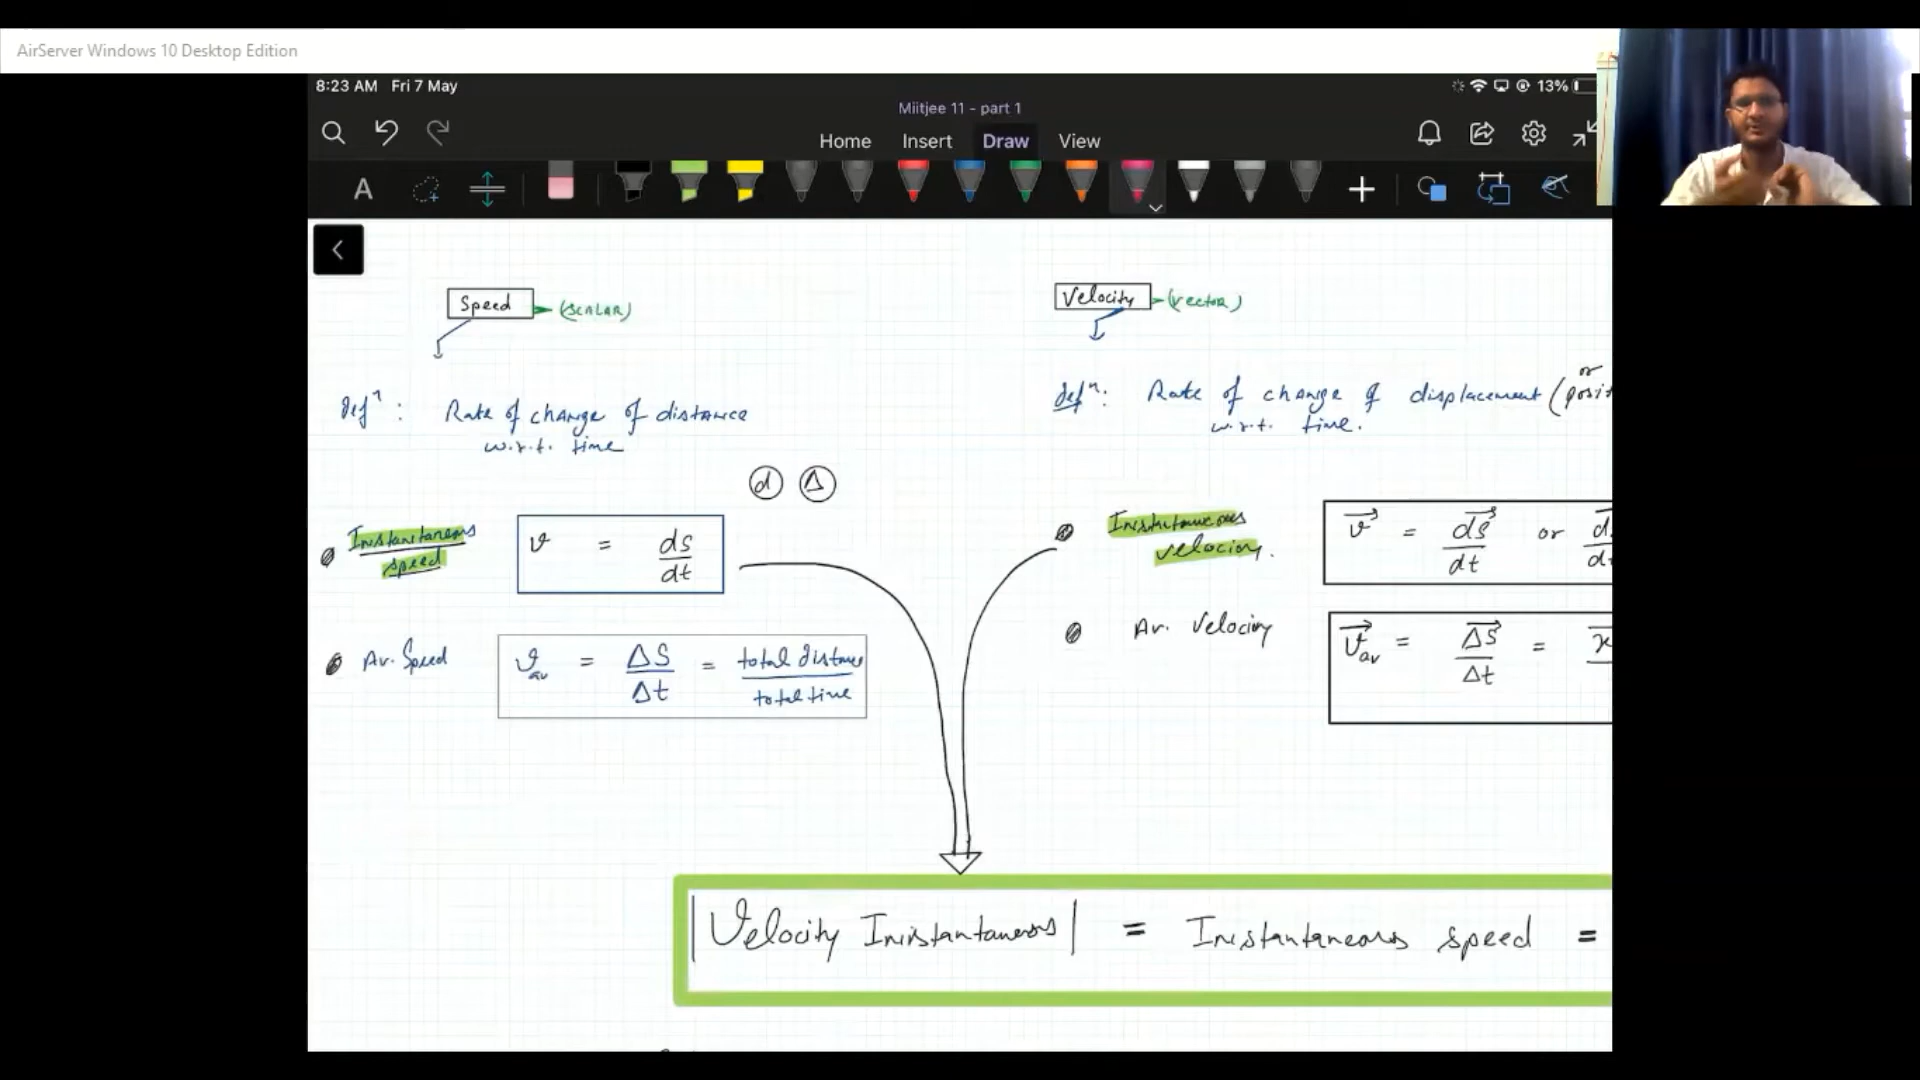 AirServer Windows 10 Desktop Edition
8:23 AM Fri 7 May
13%
Miitjee 11 - part 1
Home Insert Draw View
A
Speed (SCALAR)
Velocity (vector)
defⁿ : Rate of change of distance
w.r.t. time
defⁿ: Rate of change of displacement (or
w.r.t. time.
d Δ
Instantaneous
speed
v = ds/dt
Instantaneous
velocity.
v⃗ = ds⃗/dt or
Av. Speed
v_av = ΔS/Δt = total distance/total time
Av. Velocity
v⃗_av = ΔS⃗/Δt =
|Velocity Instantaneous| = Instantaneous speed =